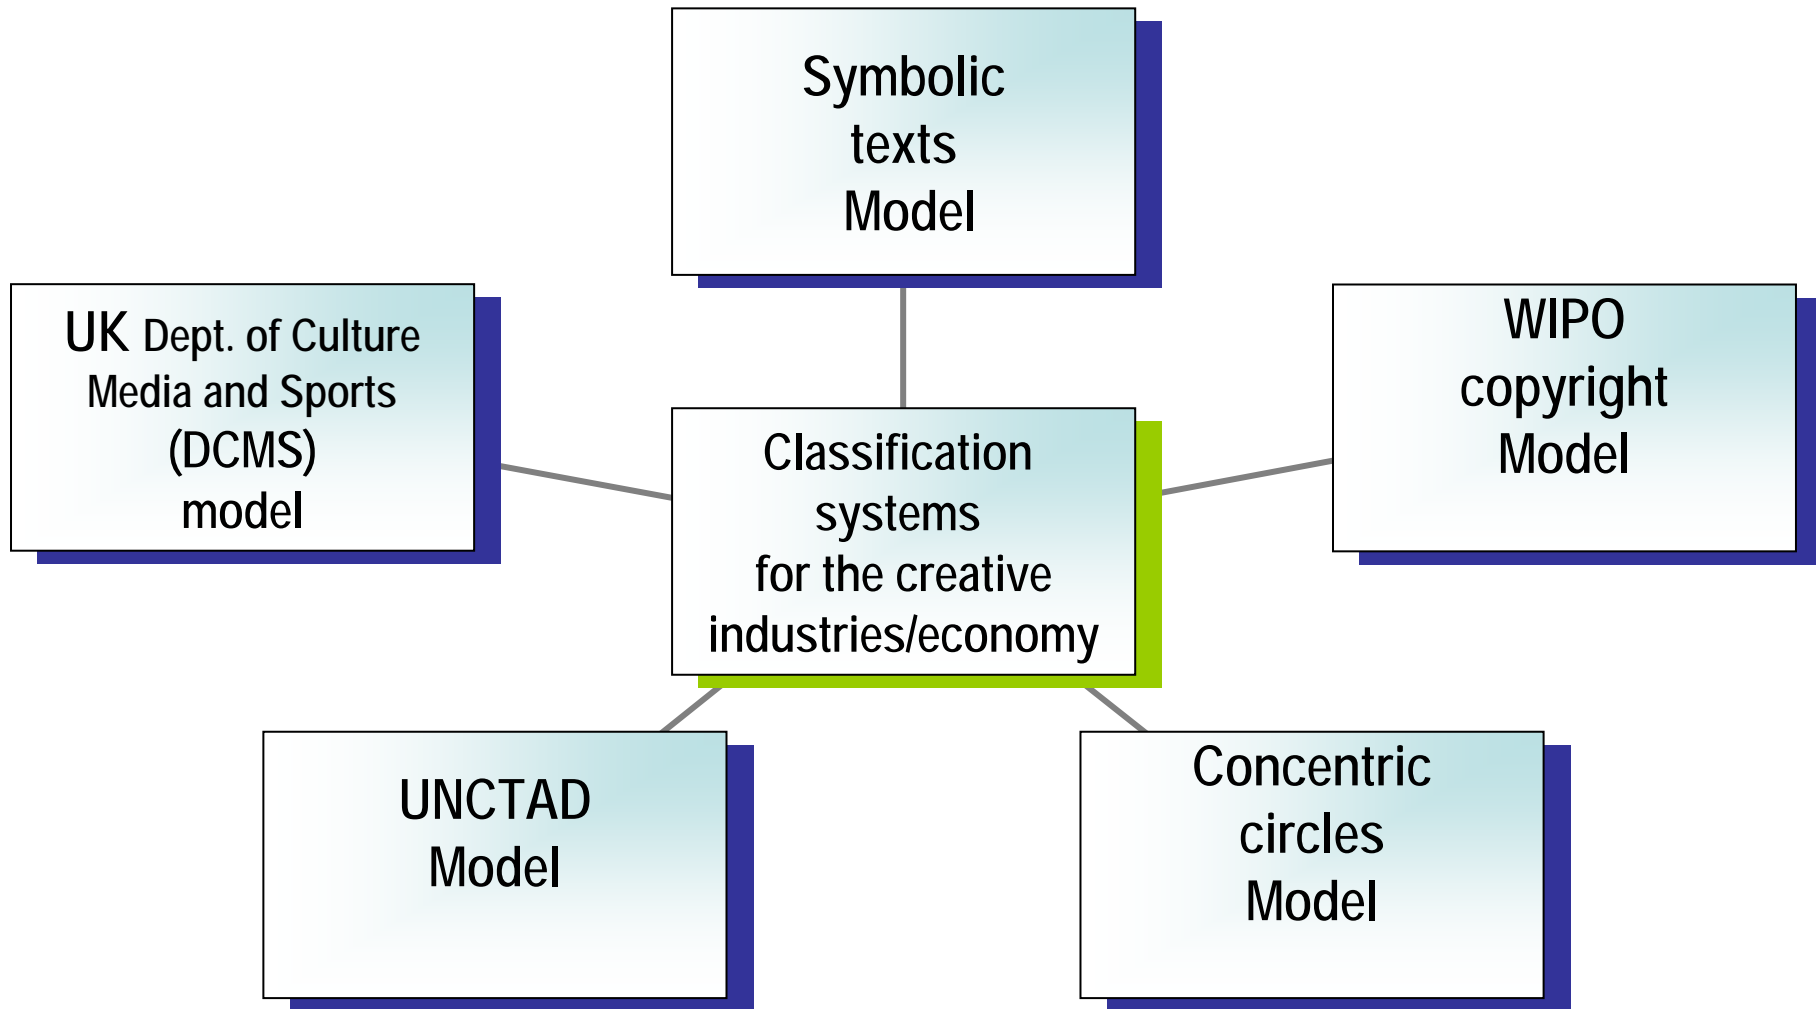 Symbolic
texts
Model
UK Dept. of Culture
Media and Sports
(DCMS)
model
WIPO
copyright
Model
Classification
systems
for the creative
industries/economy
UNCTAD
Model
Concentric
circles
Model